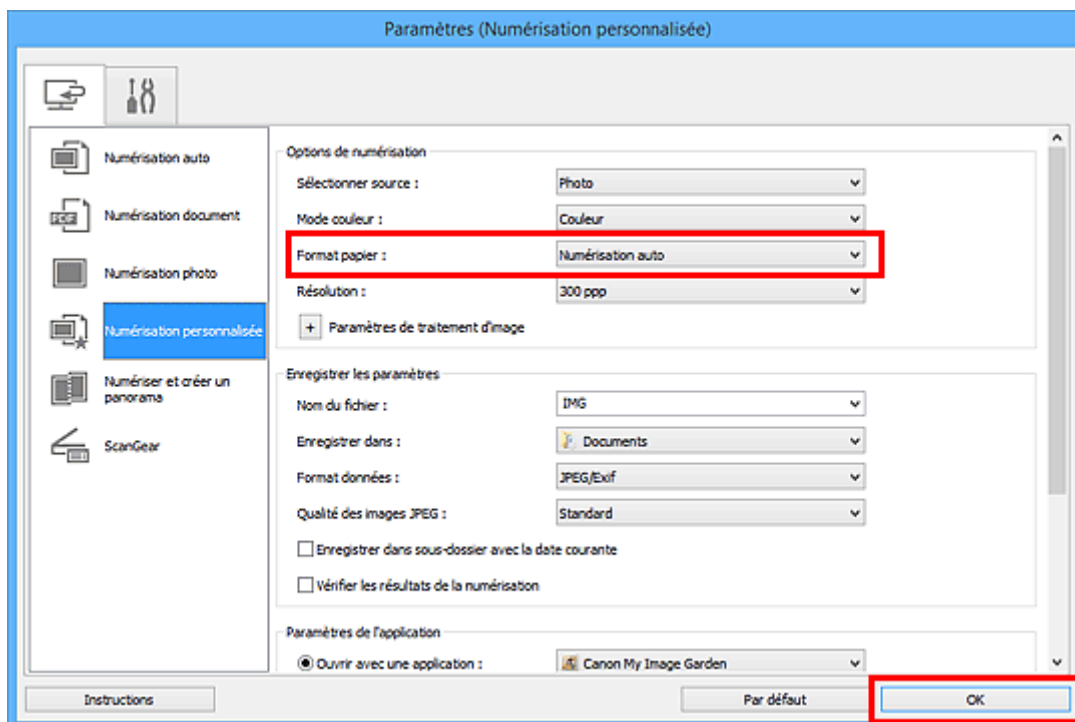 Paramètres (Numérisation personnalisée)
Numérisation auto
PDF
Numérisation document
Numérisation photo
Numérisation personnalisée
Numériser et créer un
panorama
ScanGear
Options de numérisation
Sélectionner source : Photo
Mode couleur : Couleur
Format papier : Numérisation auto
Résolution : 300 ppp
+ Paramètres de traitement d'image
Enregistrer les paramètres
Nom du fichier : IMG
Enregistrer dans : Documents
Format données : JPEG/Exif
Qualité des images JPEG : Standard
Enregistrer dans sous-dossier avec la date courante
Vérifier les résultats de la numérisation
Paramètres de l'application
Ouvrir avec une application : Canon My Image Garden
Instructions
Par défaut
OK